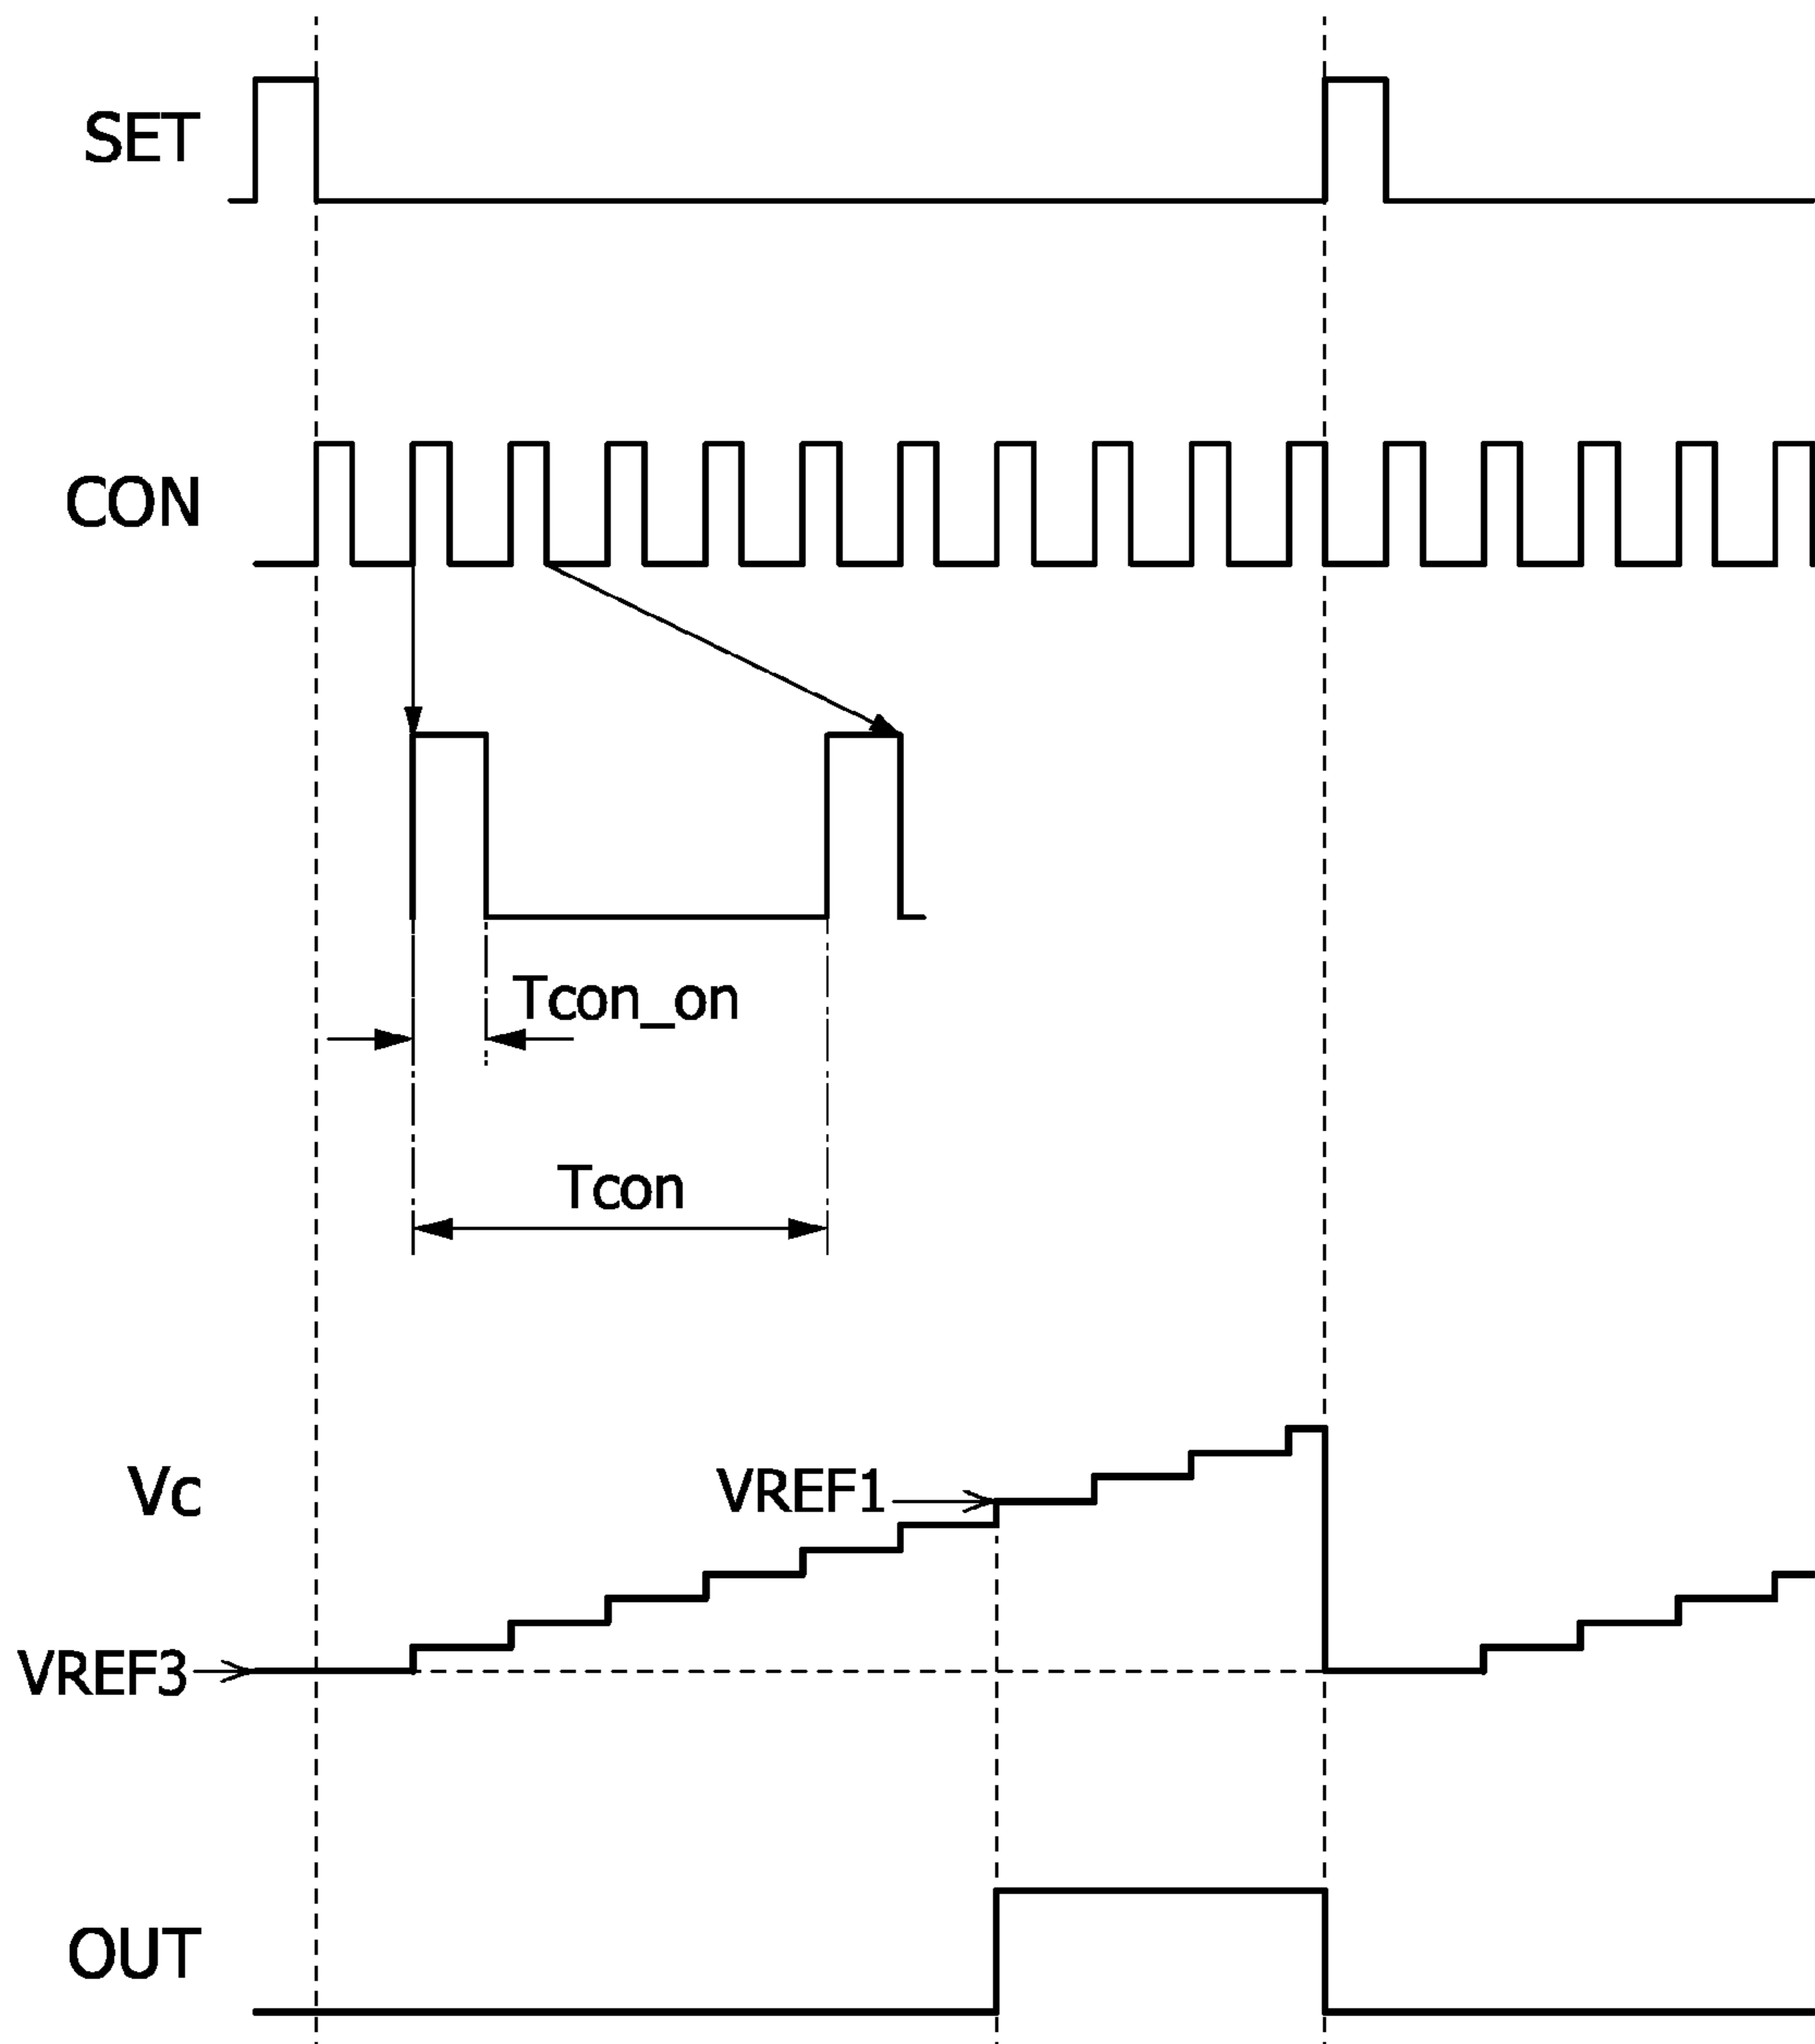 SET
CON
Tcon_on
Tcon
Vc
VREF1
VREF3
OUT